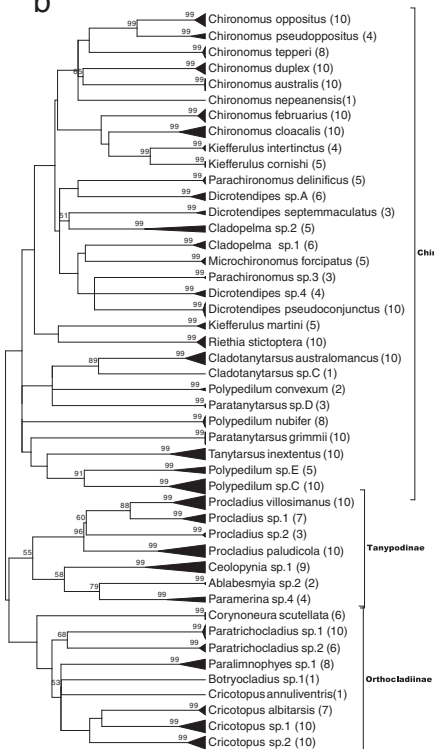 b
99 Chironomus oppositus (10)
99 Chironomus pseudoppositus (4)
99 Chironomus tepperi (8)
99 Chironomus duplex (10)
65 99 Chironomus australis (10)
Chironomus nepeanensis(1)
99 Chironomus februarius (10)
99 Chironomus cloacalis (10)
99 Kiefferulus intertinctus (4)
99 99 Kiefferulus cornishi (5)
99 Parachironomus delinificus (5)
99 Dicrotendipes sp.A (6)
51 99 Dicrotendipes septemmaculatus (3)
99 Cladopelma sp.2 (5)
99 Cladopelma sp.1 (6)
99 Microchironomus forcipatus (5)
99 Parachironomus sp.3 (3)
99 Dicrotendipes sp.4 (4)
99 Dicrotendipes pseudoconjunctus (10)
99 Kiefferulus martini (5)
99 Riethia stictoptera (10)
89 99 Cladotanytarsus australomancus (10)
Cladotanytarsus sp.C (1)
99 Polypedilum convexum (2)
99 Paratanytarsus sp.D (3)
99 Polypedilum nubifer (8)
99 Paratanytarsus grimmii (10)
99 Tanytarsus inextentus (10)
91 99 Polypedilum sp.E (5)
99 Polypedilum sp.C (10)
88 99 Procladius villosimanus (10)
60 99 Procladius sp.1 (7)
96 99 Procladius sp.2 (3)
99 Procladius paludicola (10)
55 58 99 Ceolopynia sp.1 (9)
79 99 Ablabesmyia sp.2 (2)
99 Paramerina sp.4 (4)
99 Corynoneura scutellata (6)
68 99 Paratrichocladius sp.1 (10)
99 Paratrichocladius sp.2 (6)
99 Paralimnophyes sp.1 (8)
53 Botryocladius sp.1(1)
Cricotopus annuliventris(1)
99 Cricotopus albitarsis (7)
99 Cricotopus sp.1 (10)
99 Cricotopus sp.2 (10)
Chir
Tanypodinae
Orthocladiinae